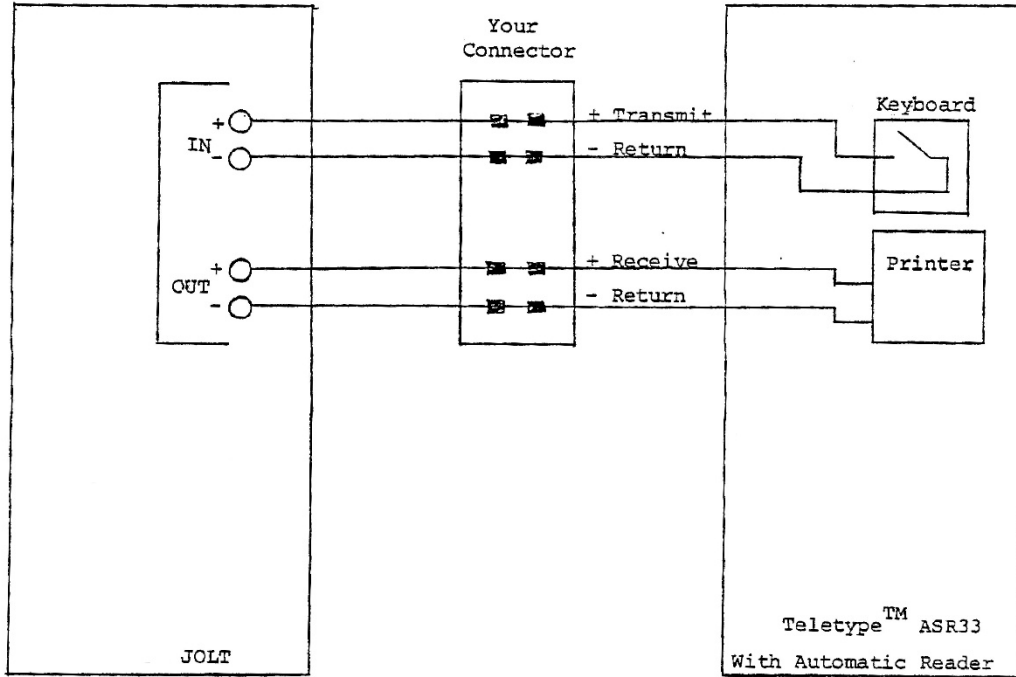 Your
Connector
+
IN
-
+ Transmit
- Return
Keyboard
+
OUT
-
+ Receive
- Return
Printer
JOLT
Teletype™ ASR33
With Automatic Reader